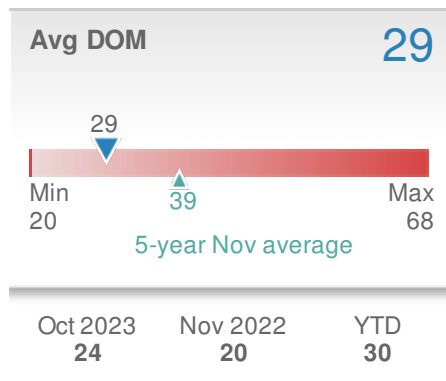 Avg DOM 29
29
Min Max
20 39 68
5-year Nov average
Oct 2023 Nov 2022 YTD
24 20 30